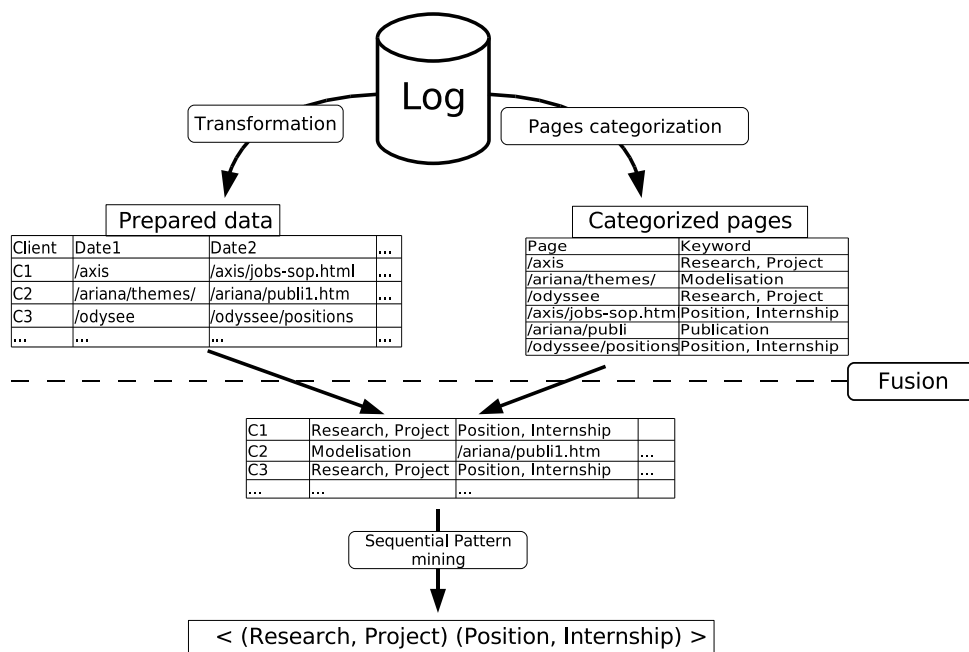 Log
Transformation
Pages categorization
Prepared data
Client Date1 Date2 ...
C1 /axis /axis/jobs-sop.html ...
C2 /ariana/themes/ /ariana/publi1.htm ...
C3 /odysee /odyssee/positions
... ... ... ...
Categorized pages
Page Keyword
/axis Research, Project
/ariana/themes/ Modelisation
/odyssee Research, Project
/axis/jobs-sop.html Position, Internship
/ariana/publi Publication
/odyssee/positions Position, Internship
Fusion
C1 Research, Project Position, Internship
C2 Modelisation /ariana/publi1.htm ...
C3 Research, Project Position, Internship ...
... ... ...
Sequential Pattern
mining
< (Research, Project) (Position, Internship) >